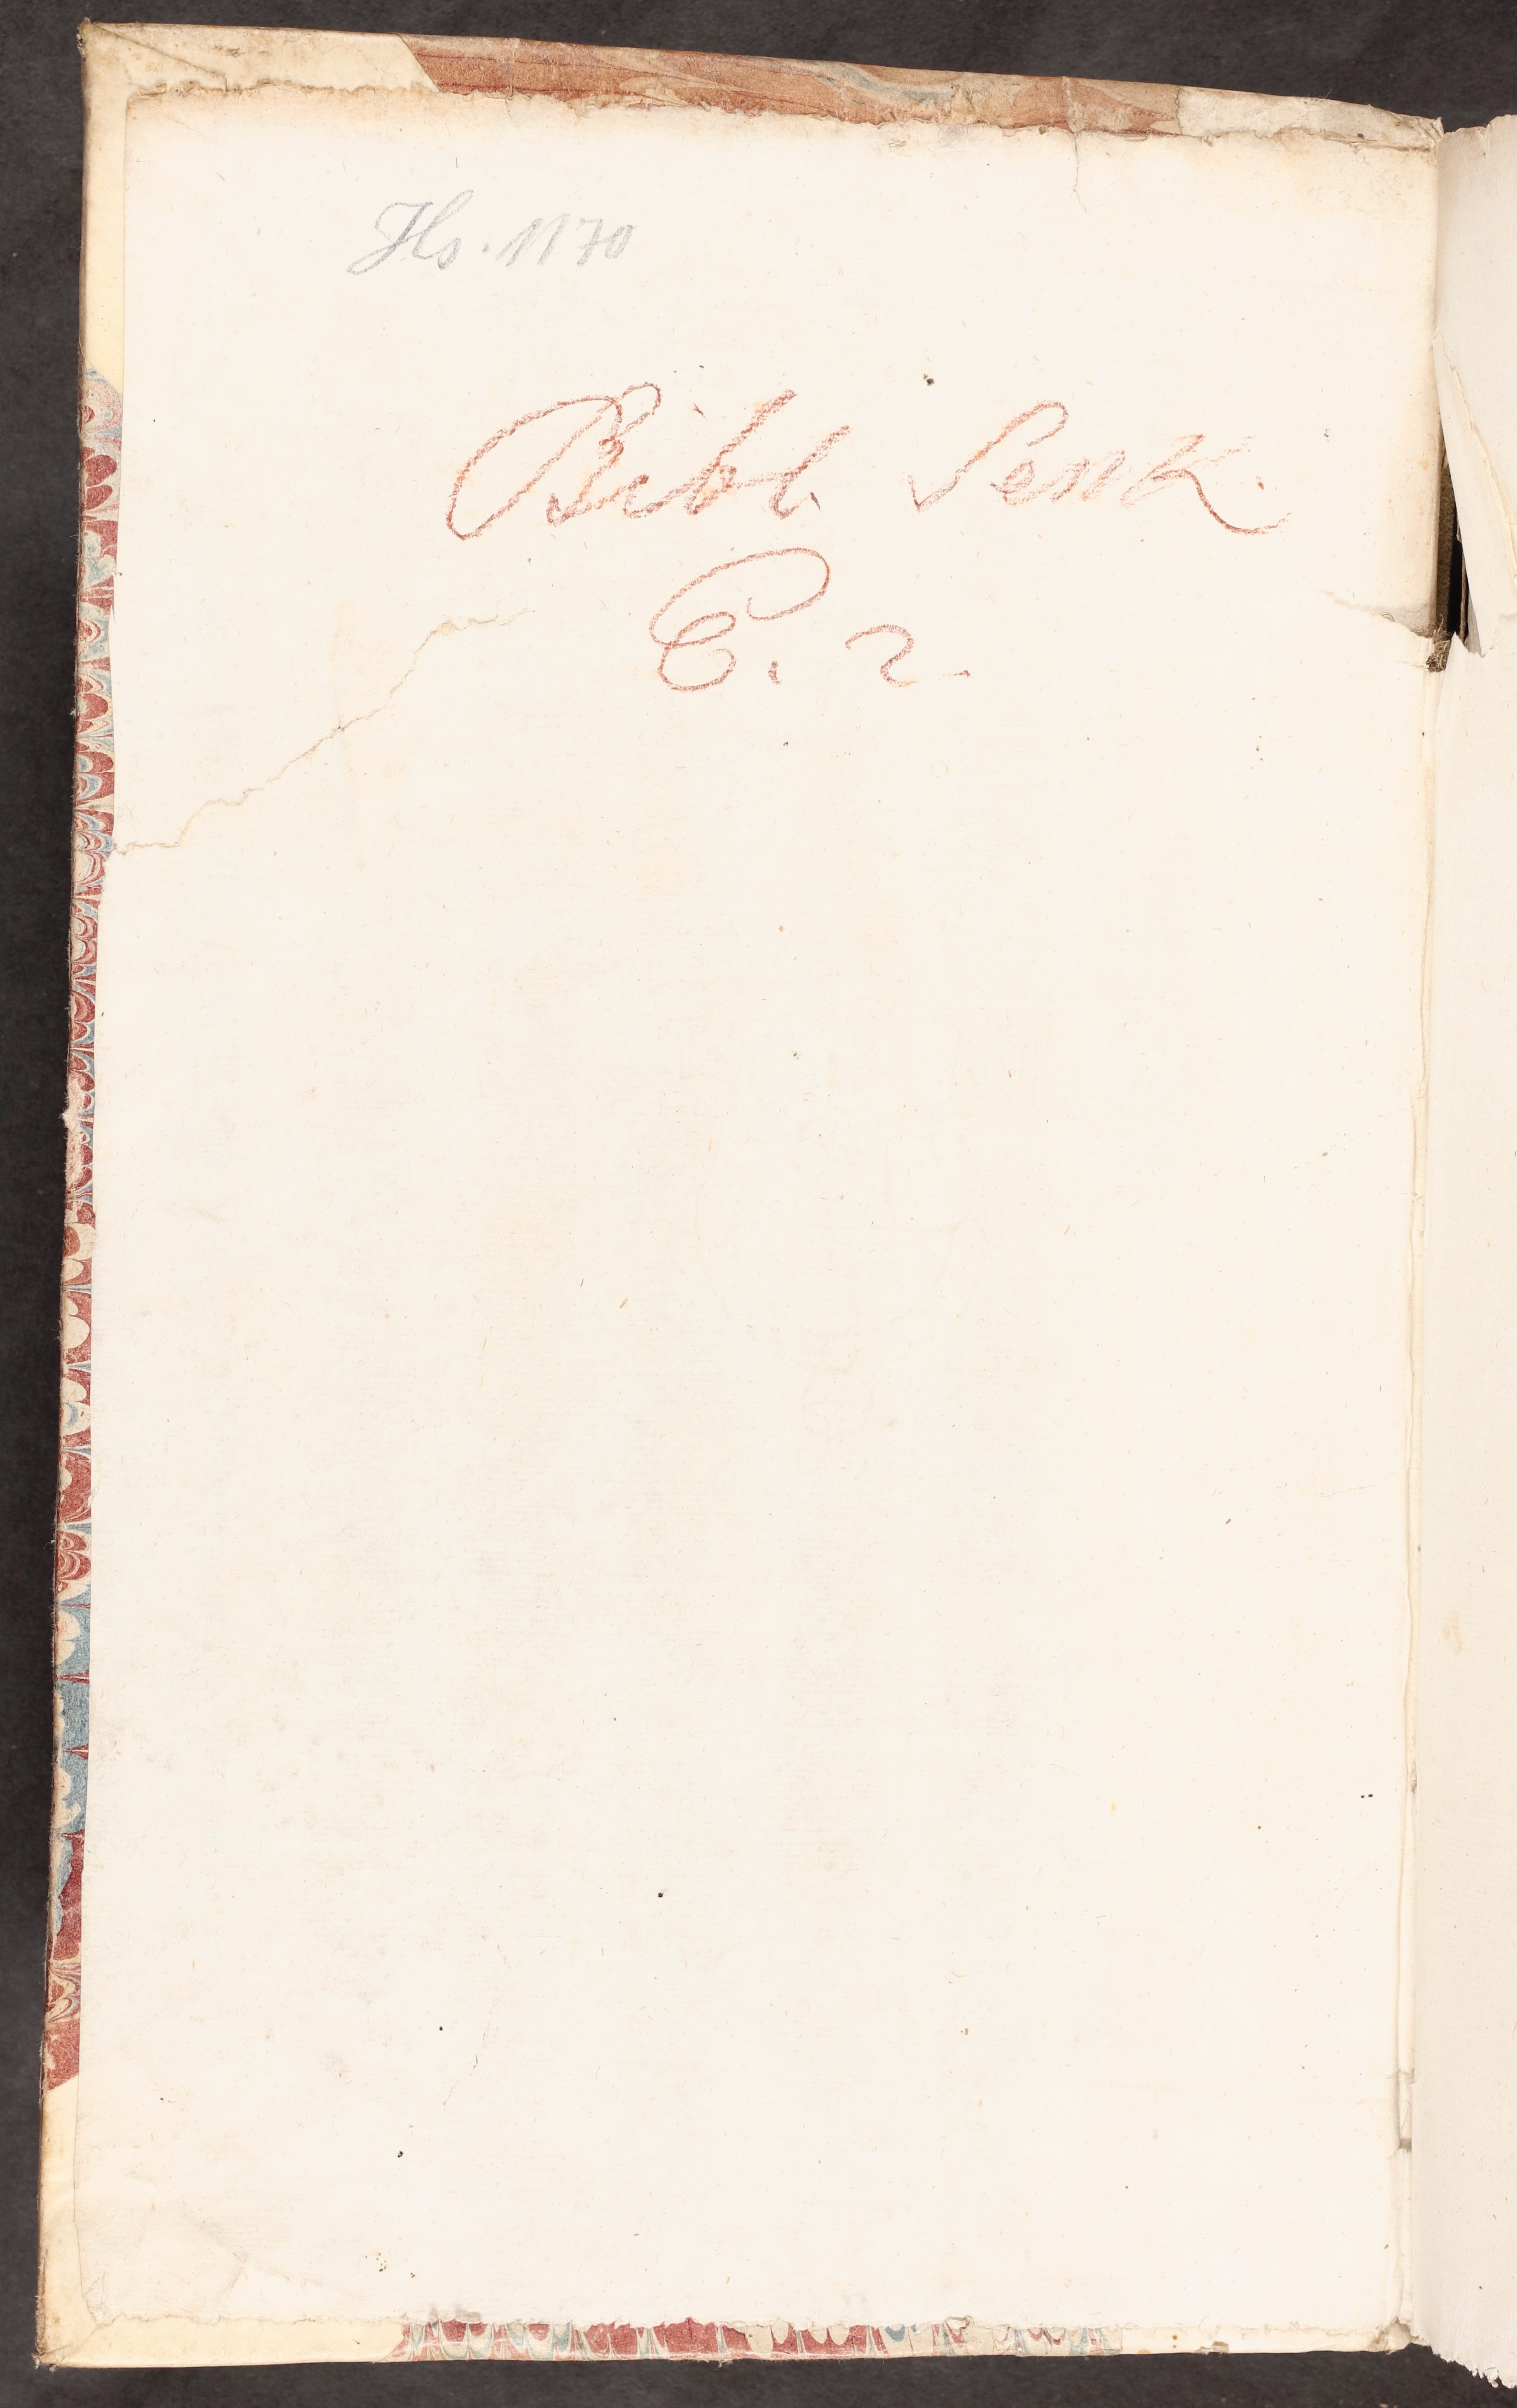 Hs. 1170
Bibl. Senk.
E. 2.